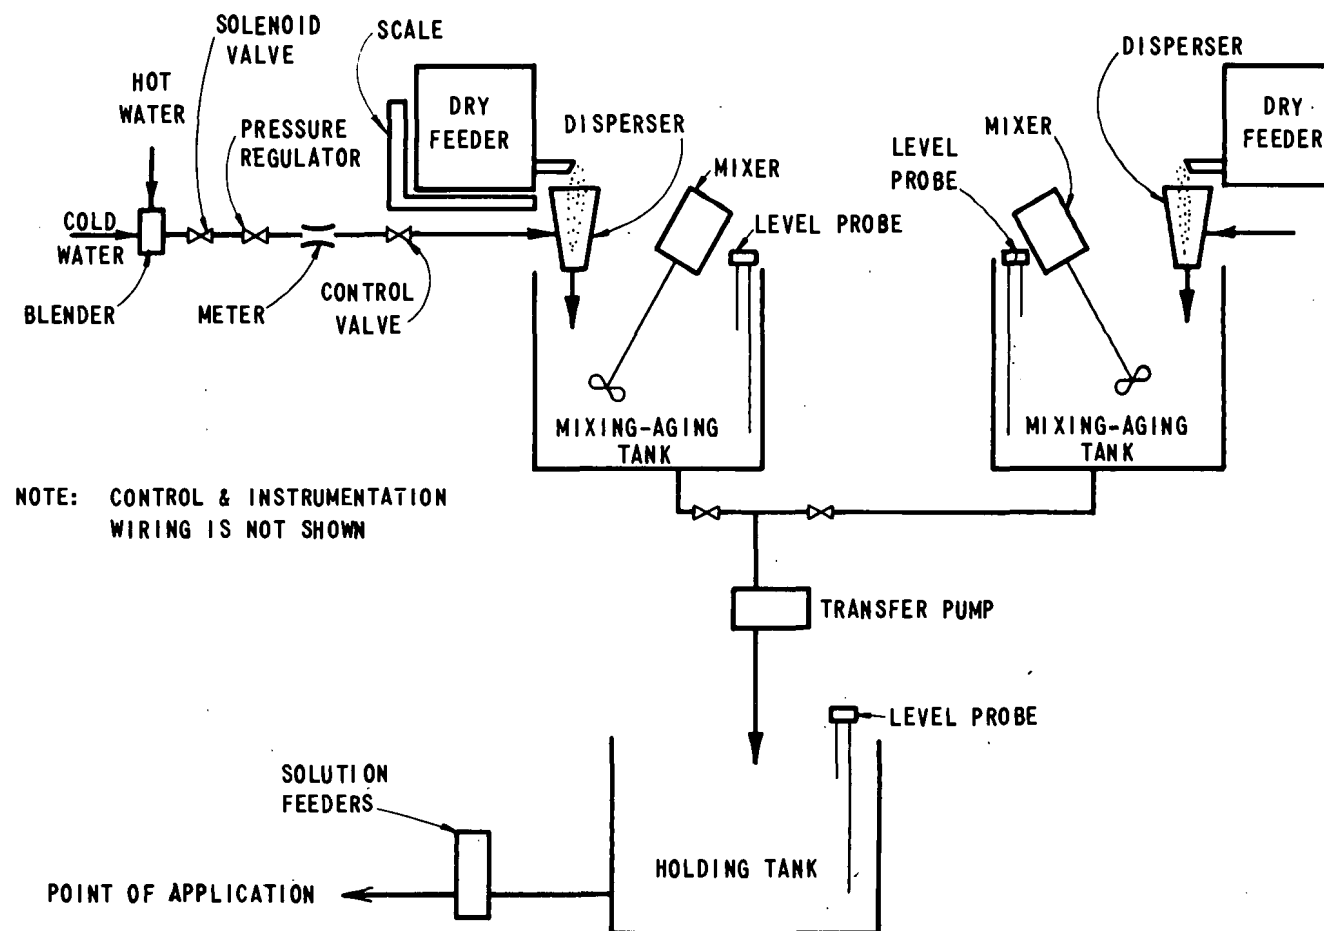 SOLENOID
VALVE
SCALE
DISPERSER
HOT
WATER
DRY
FEEDER
DRY
FEEDER
PRESSURE
REGULATOR
DISPERSER
MIXER
MIXER
LEVEL
PROBE
COLD
WATER
LEVEL PROBE
BLENDER
METER
CONTROL
VALVE
MIXING-AGING
TANK
MIXING-AGING
TANK
NOTE: CONTROL & INSTRUMENTATION
WIRING IS NOT SHOWN
TRANSFER PUMP
LEVEL PROBE
SOLUTION
FEEDERS
HOLDING TANK
POINT OF APPLICATION